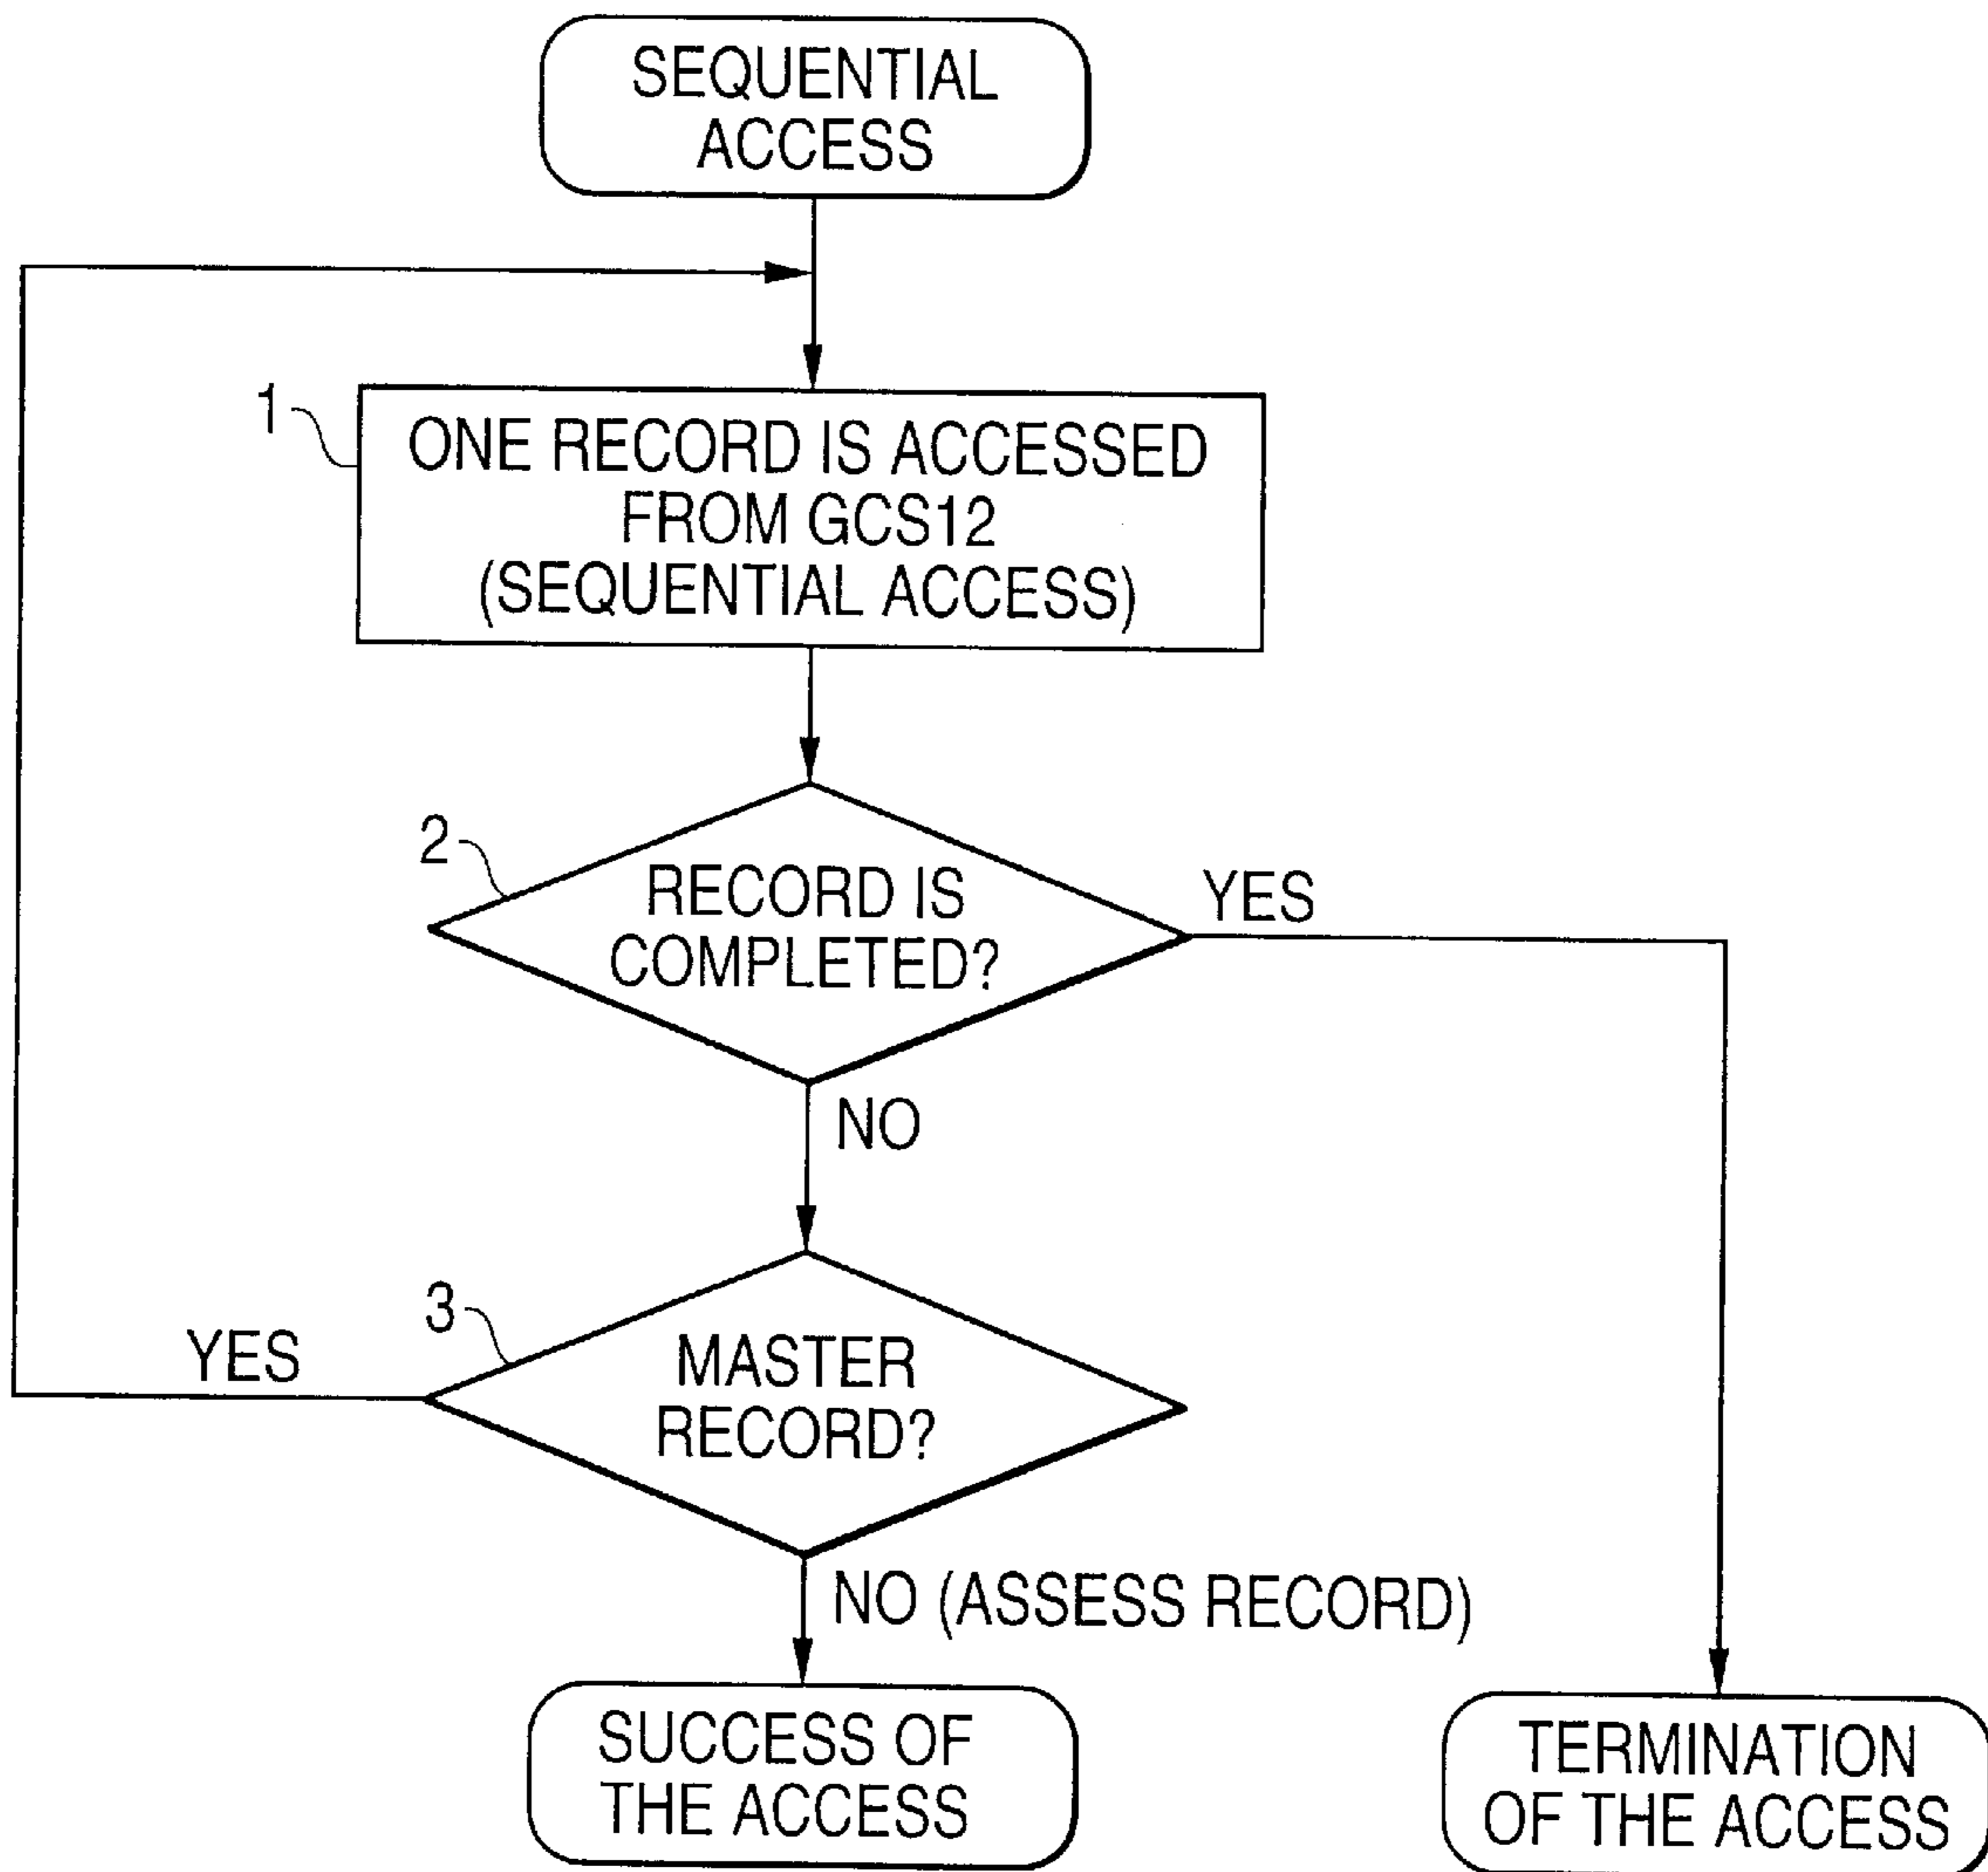 SEQUENTIAL
ACCESS
1
ONE RECORD IS ACCESSED
FROM GCS12
(SEQUENTIAL ACCESS)
2
RECORD IS
COMPLETED?
YES
NO
3
YES
MASTER
RECORD?
NO (ASSESS RECORD)
SUCCESS OF
THE ACCESS
TERMINATION
OF THE ACCESS